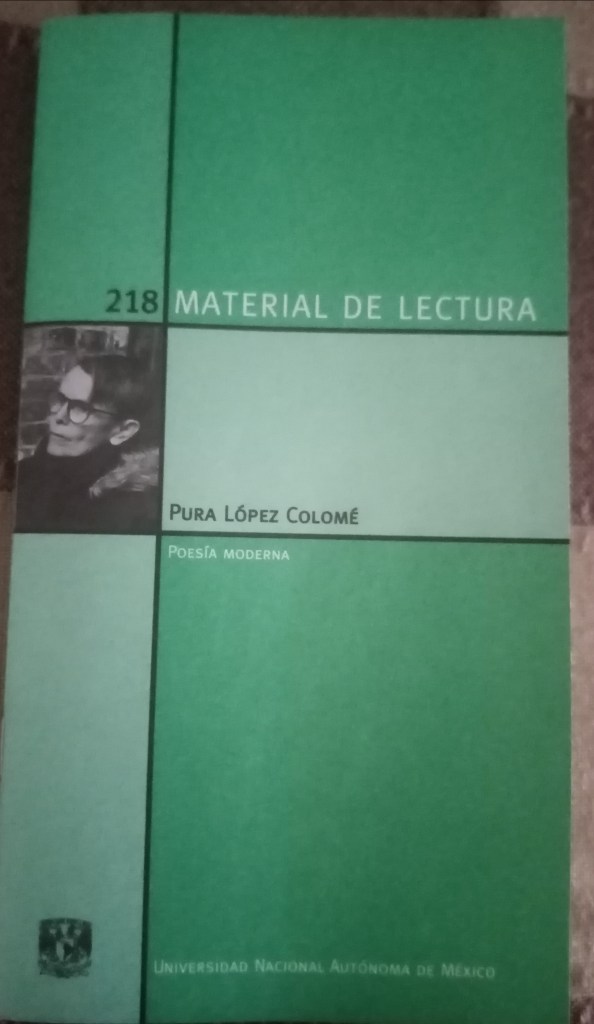 218 MATERIAL DE LECTURA
PURA LÓPEZ COLOMÉ
POESÍA MODERNA
UNIVERSIDAD NACIONAL AUTÓNOMA DE MÉXICO